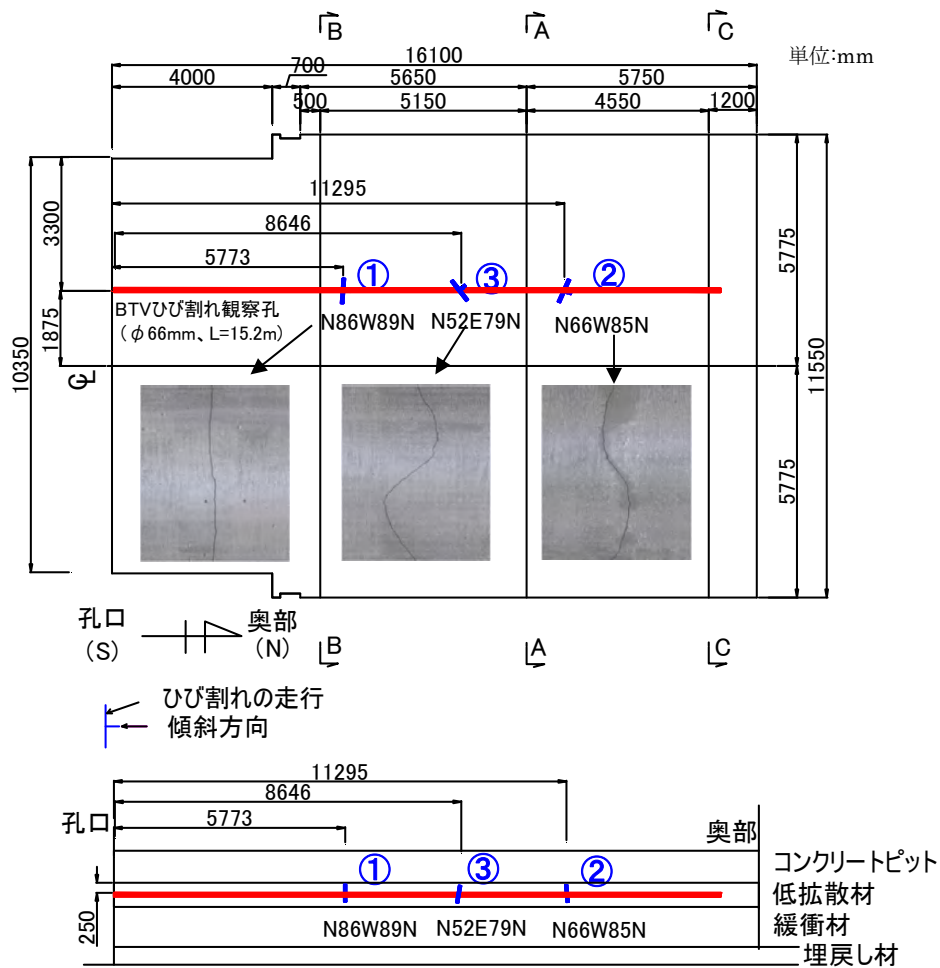 B
A
C
単位:mm
16100
4000
700
5650
5750
500
5150
4550
1200
11295
8646
5773
3300
1875
10350
5775
11550
5775
①
③
②
BTVひび割れ観察孔
(φ66mm、L=15.2m)
N86W89N
N52E79N
N66W85N
CL
孔口
(S)
奥部
(N)
B
A
C
ひび割れの走行
傾斜方向
11295
8646
5773
孔口
奥部
①
③
②
250
N86W89N
N52E79N
N66W85N
コンクリートピット
低拡散材
緩衝材
埋戻し材